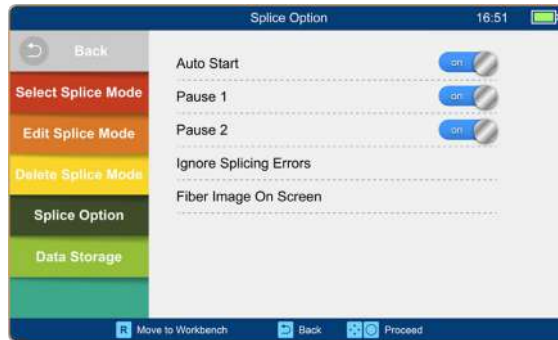 Splice Option
16:51
Back
Select Splice Mode
Edit Splice Mode
Delete Splice Mode
Splice Option
Data Storage
Auto Start
on
Pause 1
on
Pause 2
on
Ignore Splicing Errors
Fiber Image On Screen
R Move to Workbench
Back
Proceed